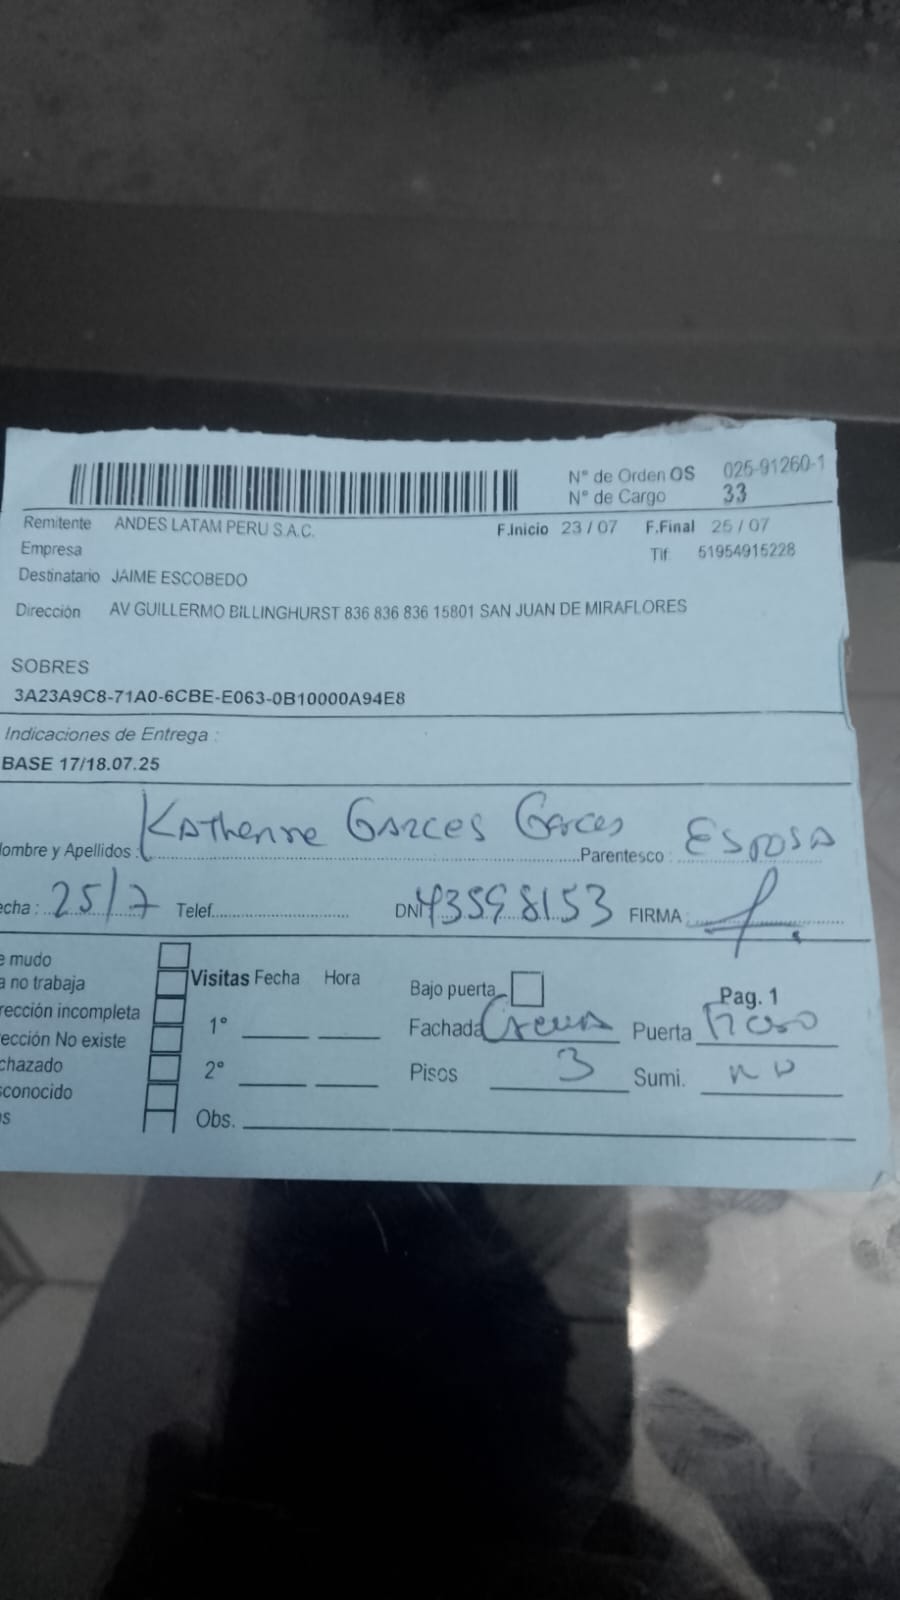 N° de Orden OS 025-91260-1
N° de Cargo 33
Remitente ANDES LATAM PERU S.A.C. F.Inicio 23 / 07 F.Final 25 / 07
Empresa Tlf 51954915228
Destinatario JAIME ESCOBEDO
Dirección AV GUILLERMO BILLINGHURST 836 836 836 15801 SAN JUAN DE MIRAFLORES
SOBRES
3A23A9C8-71A0-6CBE-E063-0B10000A94E8
Indicaciones de Entrega :
BASE 17/18.07.25
ombre y Apellidos : Katherine Garces Garces Parentesco : Esposa
echa : 25/7 Telef. DNI 43598153 FIRMA :
e mudo
a no trabaja
rección incompleta
ección No existe
chazado
sconocido
s
Visitas Fecha Hora
1°
2°
Obs.
Bajo puerta Pag. 1
Fachada Crema Puerta
Pisos 3 Sumi. no